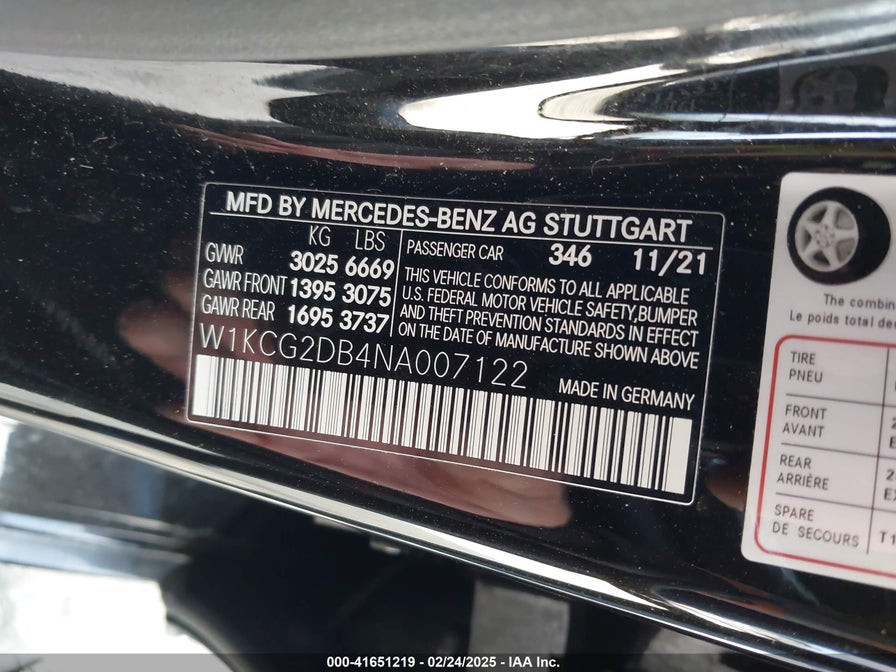 MFD BY MERCEDES-BENZ AG STUTTGART
KG LBS
GVWR 3025 6669
GAWR FRONT 1395 3075
GAWR REAR 1695 3737
PASSENGER CAR 346 11/21
THIS VEHICLE CONFORMS TO ALL APPLICABLE
U.S. FEDERAL MOTOR VEHICLE SAFETY,BUMPER
AND THEFT PREVENTION STANDARDS IN EFFECT
ON THE DATE OF MANUFACTURE SHOWN ABOVE
W1KCG2DB4NA007122
MADE IN GERMANY
The combin
Le poids total de
TIRE
PNEU
FRONT
AVANT
REAR
ARRIÈRE
SPARE
DE SECOURS
T1
000-41651219 - 02/24/2025 - IAA Inc.